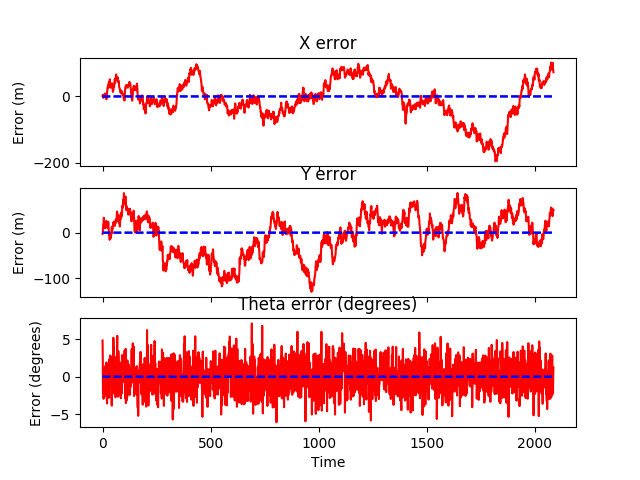 X error
Error (m)
0
−200
Y error
Error (m)
0
−100
Theta error (degrees)
Error (degrees)
5
0
−5
0 500 1000 1500 2000
Time